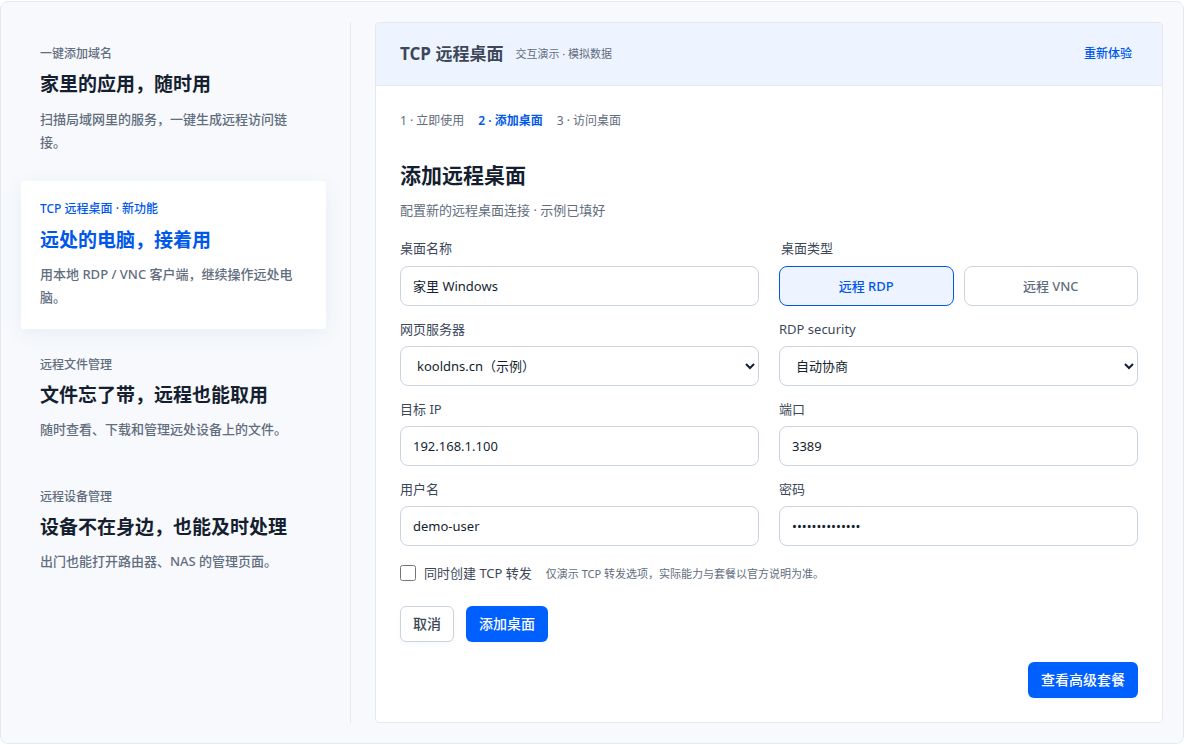 一键添加域名
家里的应用，随时用
扫描局域网里的服务，一键生成远程访问链
接。
TCP 远程桌面 · 新功能
远处的电脑，接着用
用本地 RDP / VNC 客户端，继续操作远处电
脑。
远程文件管理
文件忘了带，远程也能取用
随时查看、下载和管理远处设备上的文件。
远程设备管理
设备不在身边，也能及时处理
出门也能打开路由器、NAS 的管理页面。
TCP 远程桌面 交互演示 · 模拟数据 重新体验
1 · 立即使用 2 · 添加桌面 3 · 访问桌面
添加远程桌面
配置新的远程桌面连接 · 示例已填好
桌面名称 桌面类型
家里 Windows 远程 RDP 远程 VNC
网页服务器 RDP security
kooldns.cn（示例） 自动协商
目标 IP 端口
192.168.1.100 3389
用户名 密码
demo-user ••••••••••••••
同时创建 TCP 转发 仅演示 TCP 转发选项，实际能力与套餐以官方说明为准。
取消 添加桌面
查看高级套餐